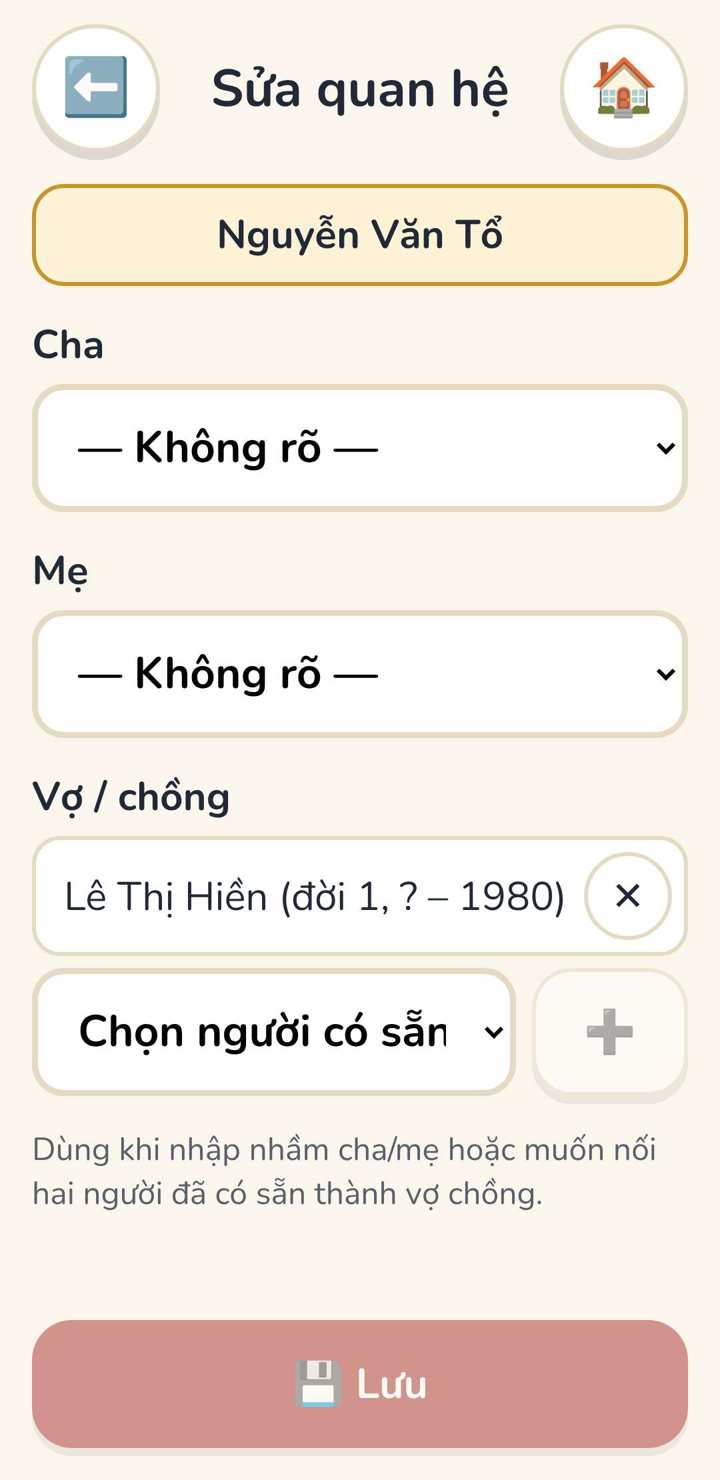 Sửa quan hệ
Nguyễn Văn Tổ
Cha
— Không rõ —
Mẹ
— Không rõ —
Vợ / chồng
Lê Thị Hiền (đời 1, ? – 1980) ✕
Chọn người có sẵn
Dùng khi nhập nhầm cha/mẹ hoặc muốn nối
hai người đã có sẵn thành vợ chồng.
Lưu